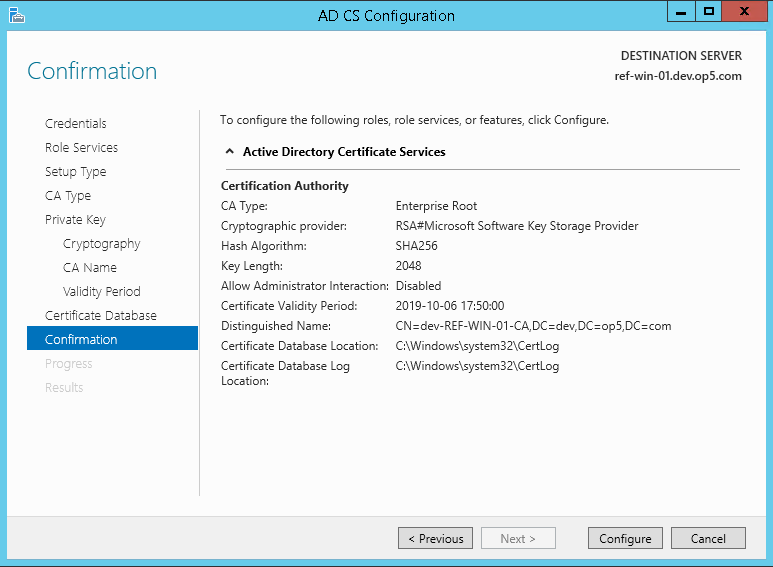 AD CS Configuration
Confirmation
DESTINATION SERVER
ref-win-01.dev.op5.com
Credentials
Role Services
Setup Type
CA Type
Private Key
Cryptography
CA Name
Validity Period
Certificate Database
Confirmation
Progress
Results
To configure the following roles, role services, or features, click Configure.
Active Directory Certificate Services
Certification Authority
CA Type: Enterprise Root
Cryptographic provider: RSA#Microsoft Software Key Storage Provider
Hash Algorithm: SHA256
Key Length: 2048
Allow Administrator Interaction: Disabled
Certificate Validity Period: 2019-10-06 17:50:00
Distinguished Name: CN=dev-REF-WIN-01-CA,DC=dev,DC=op5,DC=com
Certificate Database Location: C:\Windows\system32\CertLog
Certificate Database Log C:\Windows\system32\CertLog
Location:
< Previous
Next >
Configure
Cancel